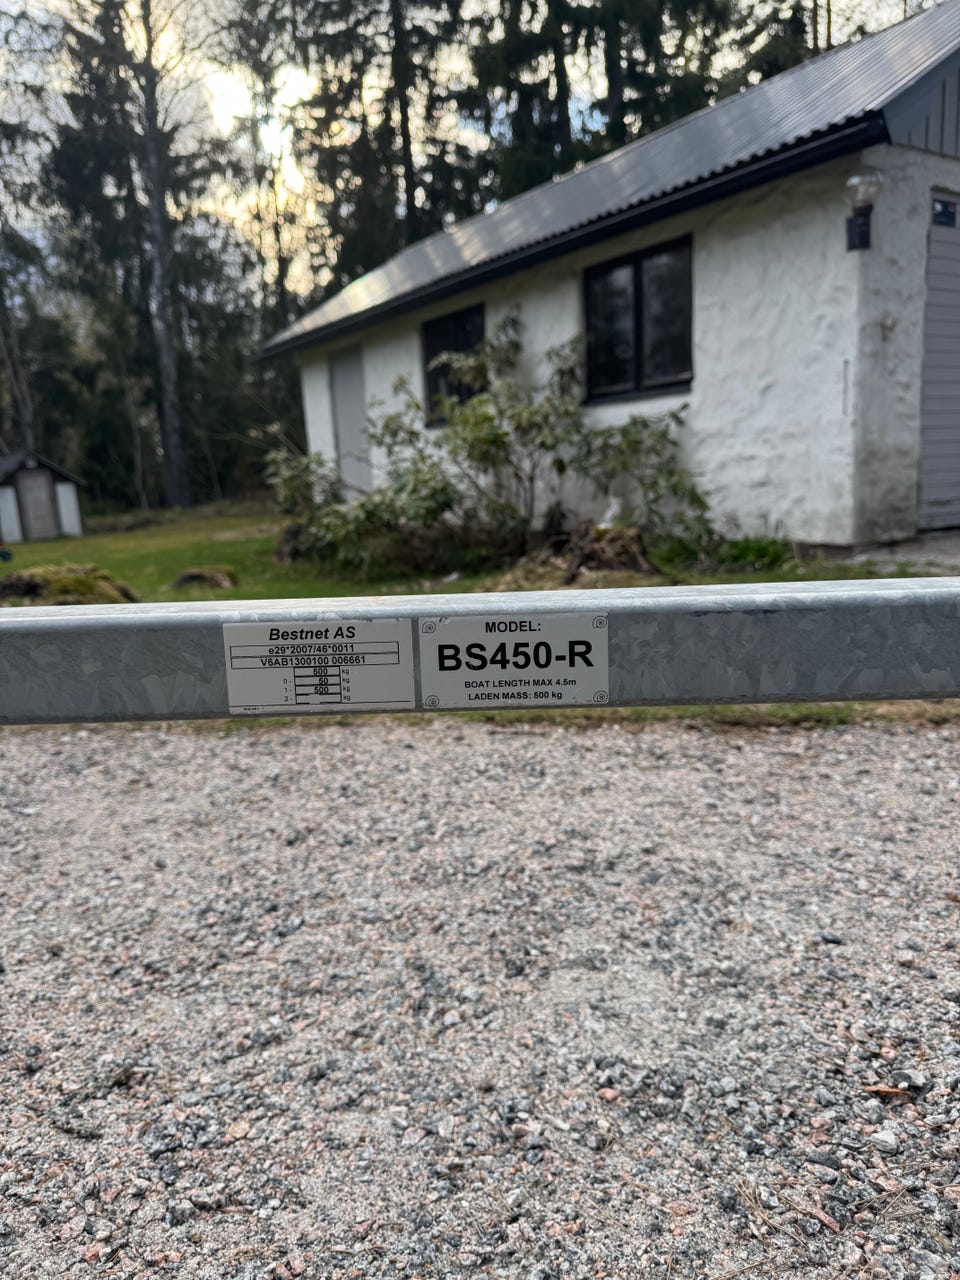 Bestnet AS
e29*2007/46*0011
V6AB1300100 006661
500 kg
0 - 50 kg
1 - 500 kg
2 - kg
MODEL:
BS450-R
BOAT LENGTH MAX 4.5m
LADEN MASS: 500 kg